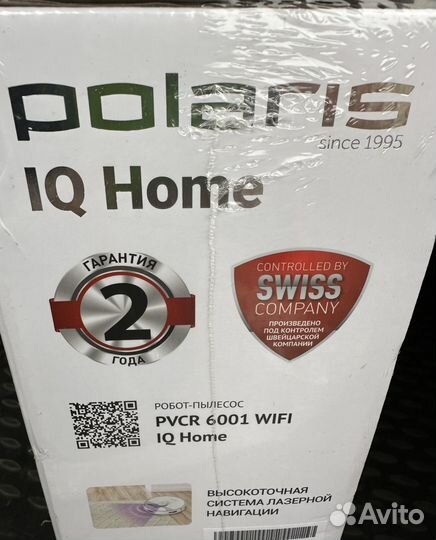 polaris
since 1995
IQ Home
ГАРАНТИЯ
2
ГОДА
CONTROLLED BY
SWISS
COMPANY
ПРОИЗВЕДЕНО
ПОД КОНТРОЛЕМ
ШВЕЙЦАРСКОЙ
КОМПАНИИ
РОБОТ-ПЫЛЕСОС
PVCR 6001 WIFI
IQ Home
ВЫСОКОТОЧНАЯ
СИСТЕМА ЛАЗЕРНОЙ
НАВИГАЦИИ
Avito